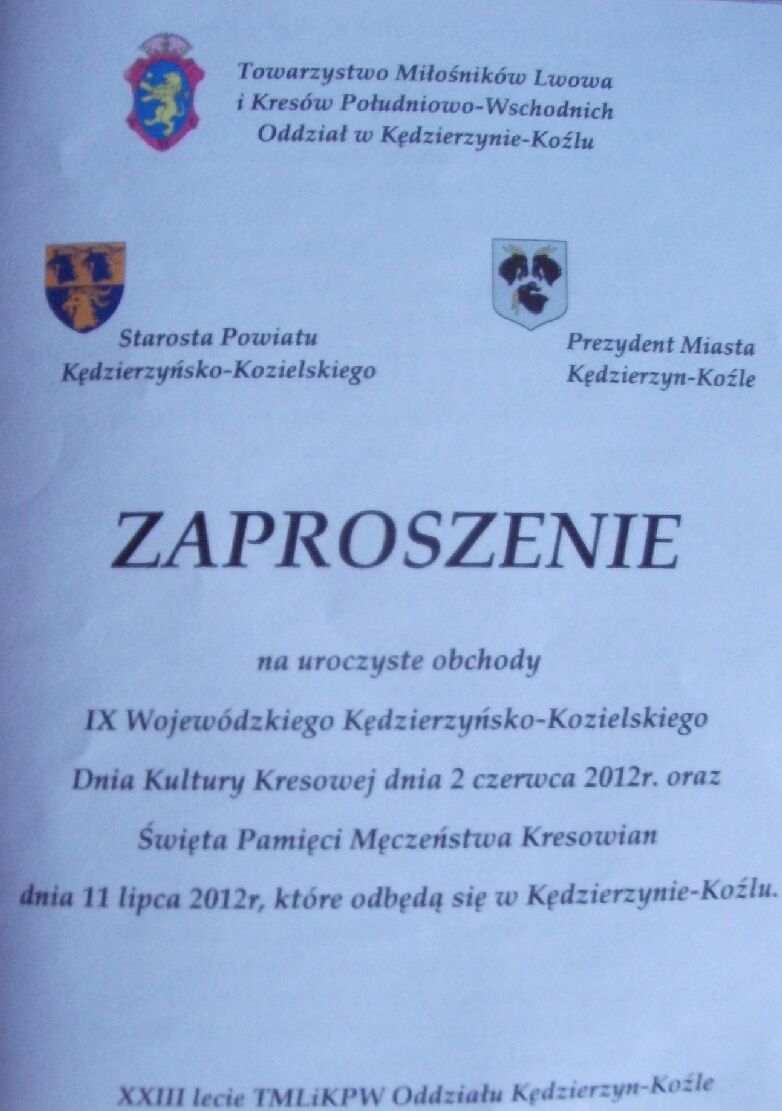 Towarzystwo Miłośników Lwowa
i Kresów Południowo-Wschodnich
Oddział w Kędzierzynie-Koźlu
Starosta Powiatu
Kędzierzyńsko-Kozielskiego
Prezydent Miasta
Kędzierzyn-Koźle
ZAPROSZENIE
na uroczyste obchody
IX Wojewódzkiego Kędzierzyńsko-Kozielskiego
Dnia Kultury Kresowej dnia 2 czerwca 2012r. oraz
Święta Pamięci Męczeństwa Kresowian
dnia 11 lipca 2012r, które odbędą się w Kędzierzynie-Koźlu.
XXIII lecie TMLiKPW Oddziału Kędzierzyn-Koźle